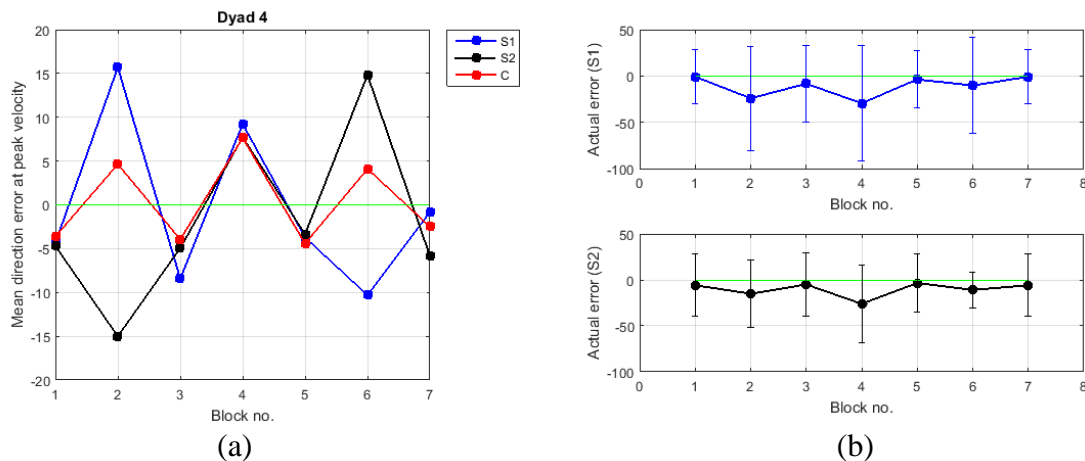 Dyad 4
Mean direction error at peak velocity
20
15
10
5
0
-5
-10
-15
-20
1 2 3 4 5 6 7
Block no.
S1
S2
C
(a)
Actual error (S1)
50
0
-50
-100
0 1 2 3 4 5 6 7 8
Block no.
Actual error (S2)
50
0
-50
-100
0 1 2 3 4 5 6 7 8
Block no.
(b)